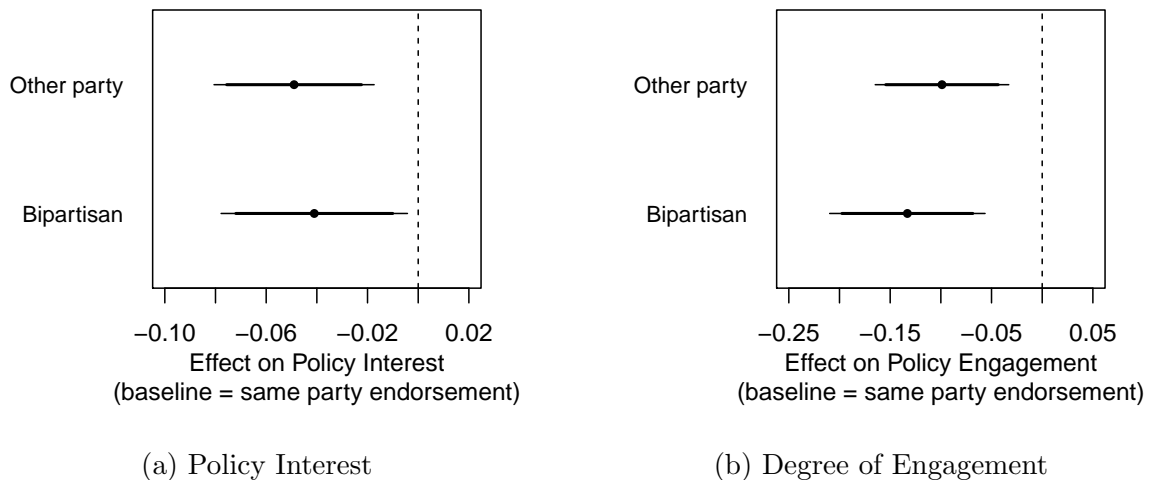 Other party
Bipartisan
−0.10 −0.06 −0.02 0.02
Effect on Policy Interest
(baseline = same party endorsement)
(a) Policy Interest
Other party
Bipartisan
−0.25 −0.15 −0.05 0.05
Effect on Policy Engagement
(baseline = same party endorsement)
(b) Degree of Engagement